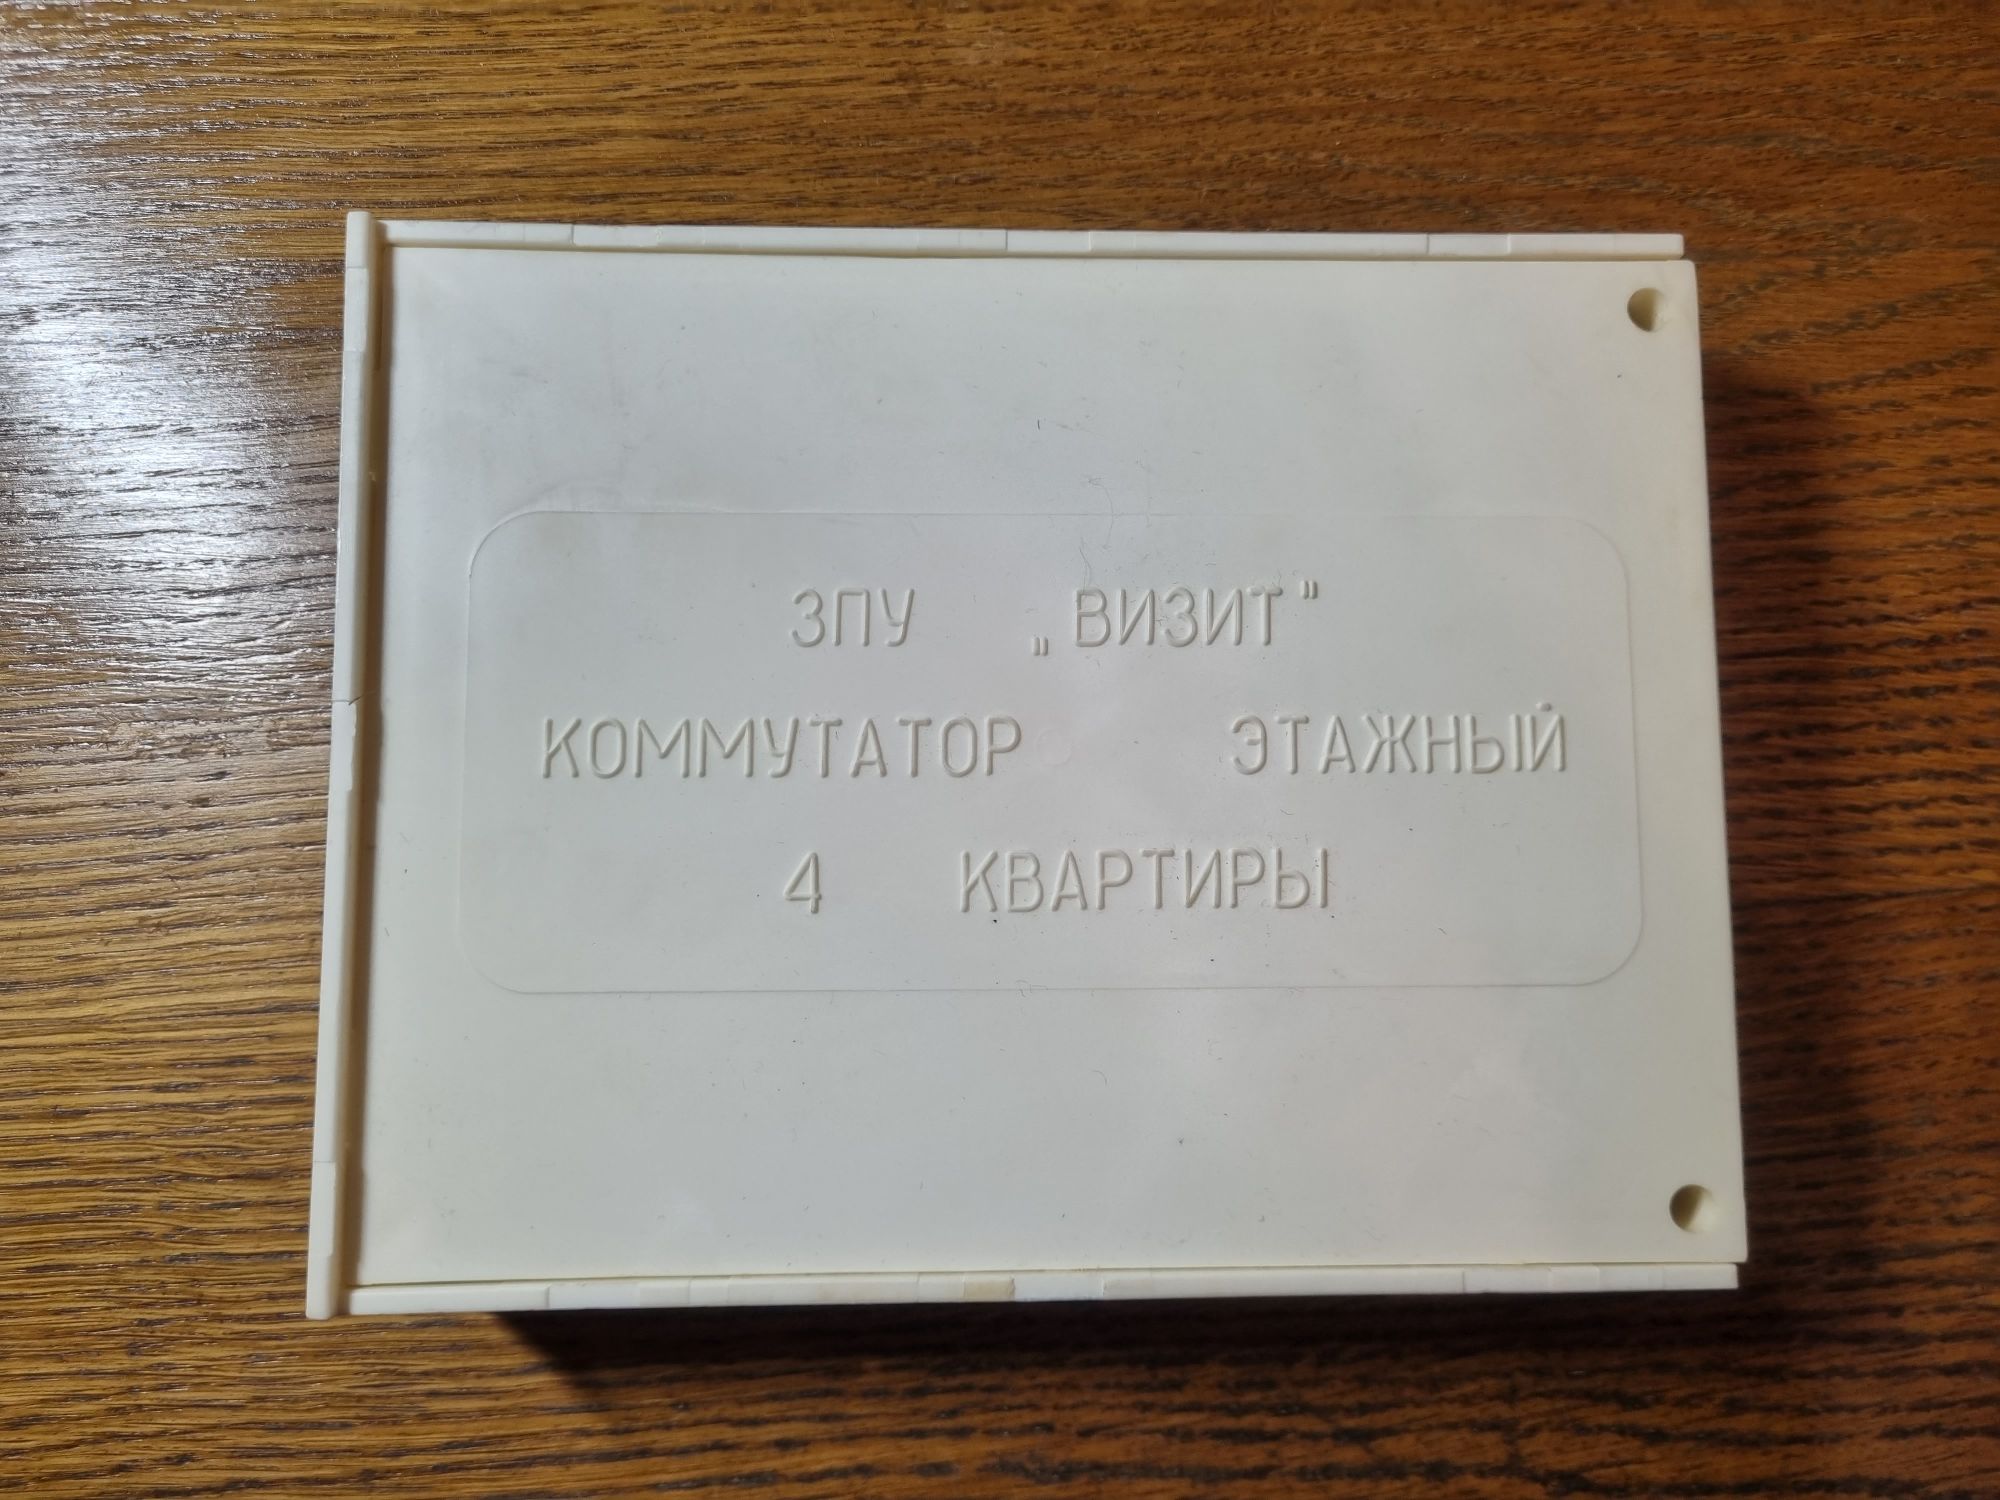 ЗПУ „ВИЗИТ"
КОММУТАТОР ЭТАЖНЫЙ
4 КВАРТИРЫ